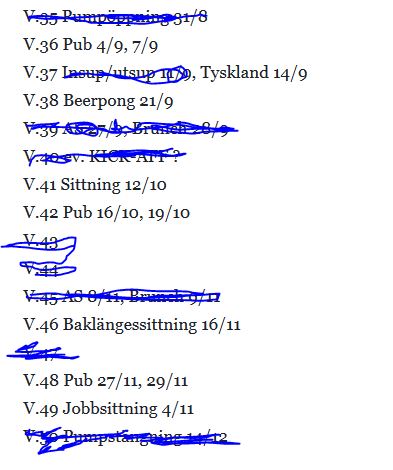 V.35 Pumpöppning 31/8
V.36 Pub 4/9, 7/9
V.37 Insup/utsup 11/9, Tyskland 14/9
V.38 Beerpong 21/9
V.39 AS 27/9, Brunch 28/9
V.40 ev. KICK-AFF ?
V.41 Sittning 12/10
V.42 Pub 16/10, 19/10
V.43
V.44
V.45 AS 8/11, Brunch 9/11
V.46 Baklängessittning 16/11
V.47
V.48 Pub 27/11, 29/11
V.49 Jobbsittning 4/11
V.50 Pumpstängning 14/12